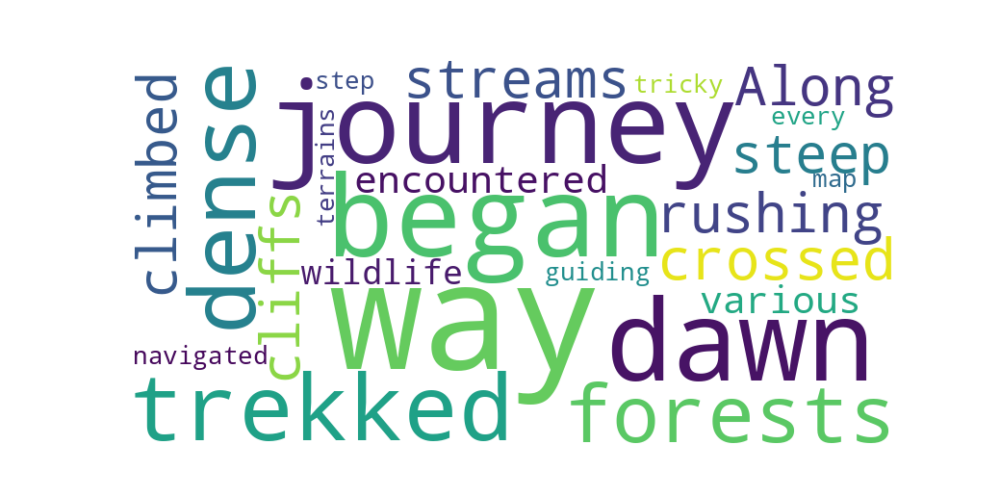 step
streams
tricky
Along
climbed
dense
journey
every
terrains
steep
encountered
map
began
rushing
cliffs
crossed
wildlife
guiding
way
various
dawn
navigated
trekked
forests